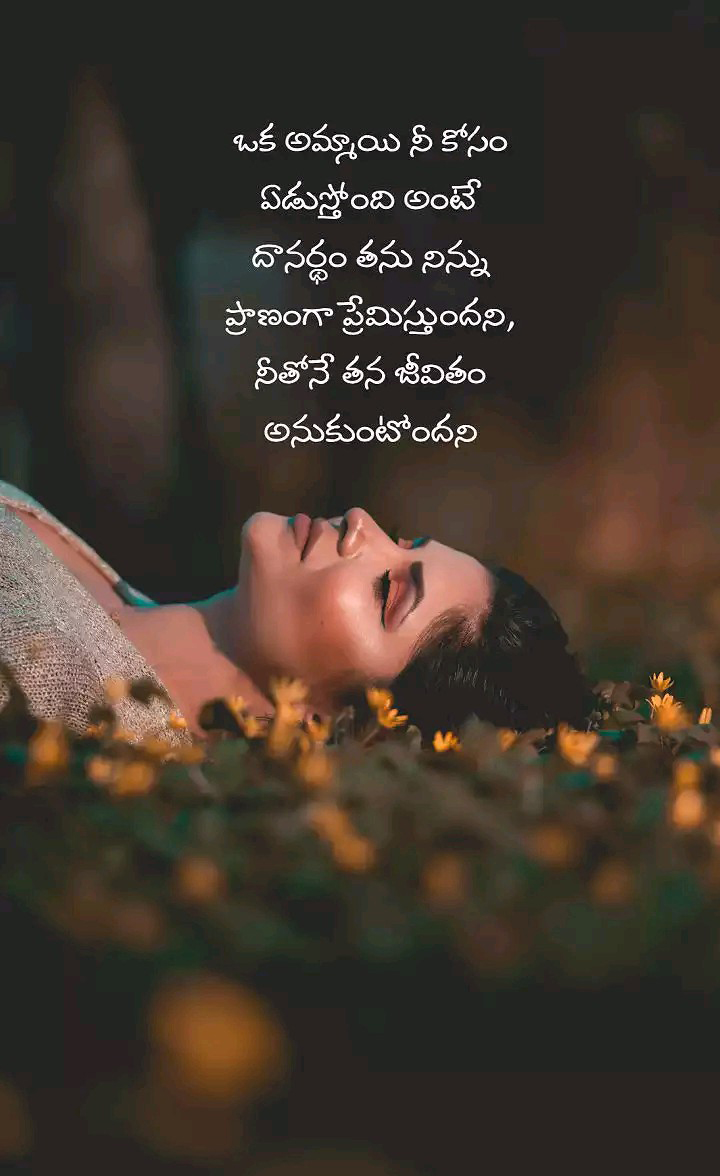 ఒక అమ్మాయి నీ కోసం
ఏడుస్తోంది అంటే
దానర్థం తను నిన్ను
ప్రాణంగా ప్రేమిస్తుందని,
నీతోనే తన జీవితం
అనుకుంటోందని